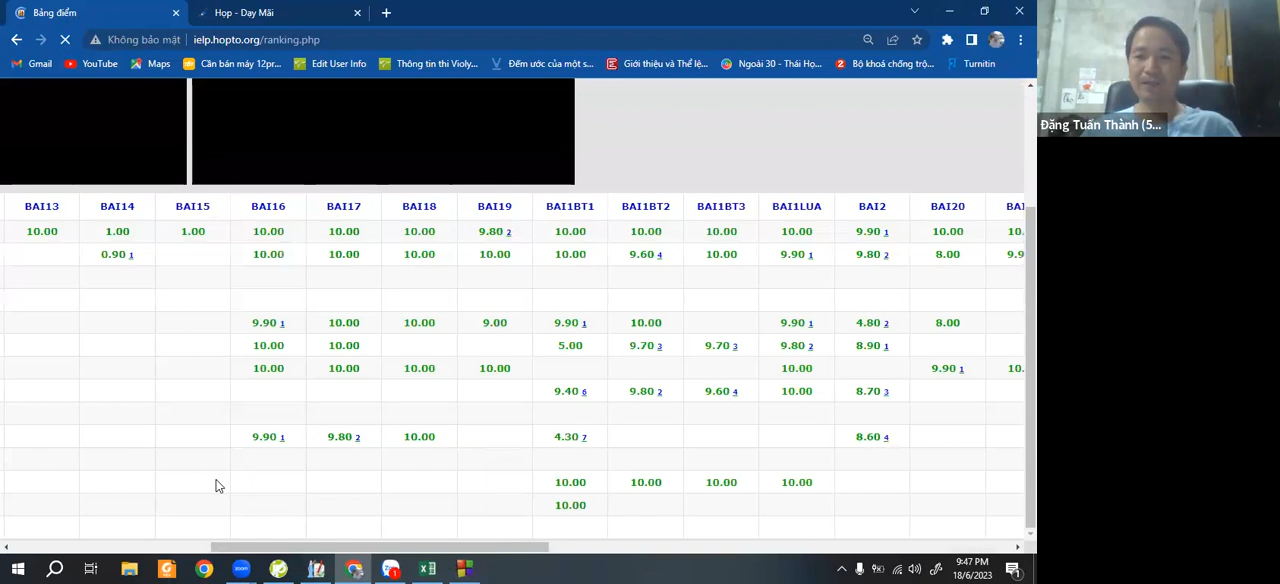 Bảng điểm
Họp - Dạy Mãi
Không bảo mật
ielp.hopto.org/ranking.php
Gmail
YouTube
Maps
Cần bán máy 12pr...
Edit User Info
Thông tin thi Violy...
Đếm ước của một s...
Giới thiệu và Thể lệ...
Ngoài 30 - Thái Họ...
Bộ khoá chống trộ...
Turnitin
Đặng Tuấn Thành (5...
BAI13 BAI14 BAI15 BAI16 BAI17 BAI18 BAI19 BAI1BT1 BAI1BT2 BAI1BT3 BAI1LUA BAI2 BAI20 BAI
10.00 1.00 1.00 10.00 10.00 10.00 9.80 2 10.00 10.00 10.00 10.00 9.90 1 10.00 10.
0.90 1 10.00 10.00 10.00 10.00 10.00 9.60 4 10.00 9.90 1 9.80 2 8.00 9.9
9.90 1 10.00 10.00 9.00 9.90 1 10.00 9.90 1 4.80 2 8.00
10.00 10.00 5.00 9.70 3 9.70 3 9.80 2 8.90 1
10.00 10.00 10.00 10.00 10.00 9.90 1 10.
9.40 6 9.80 2 9.60 4 10.00 8.70 3
9.90 1 9.80 2 10.00 4.30 7 8.60 4
10.00 10.00 10.00 10.00
10.00
zoom
9:47 PM
18/6/2023